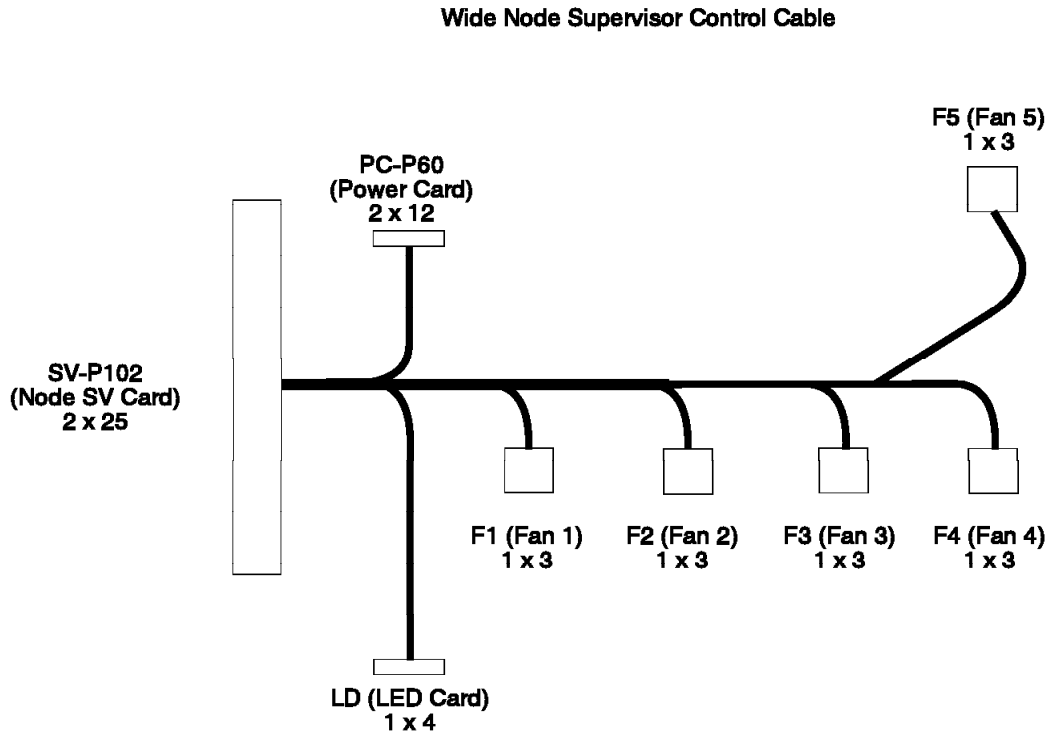 Wide Node Supervisor Control Cable
F5 (Fan 5)
1 x 3
PC-P60
(Power Card)
2 x 12
SV-P102
(Node SV Card)
2 x 25
F1 (Fan 1)
1 x 3
F2 (Fan 2)
1 x 3
F3 (Fan 3)
1 x 3
F4 (Fan 4)
1 x 3
LD (LED Card)
1 x 4